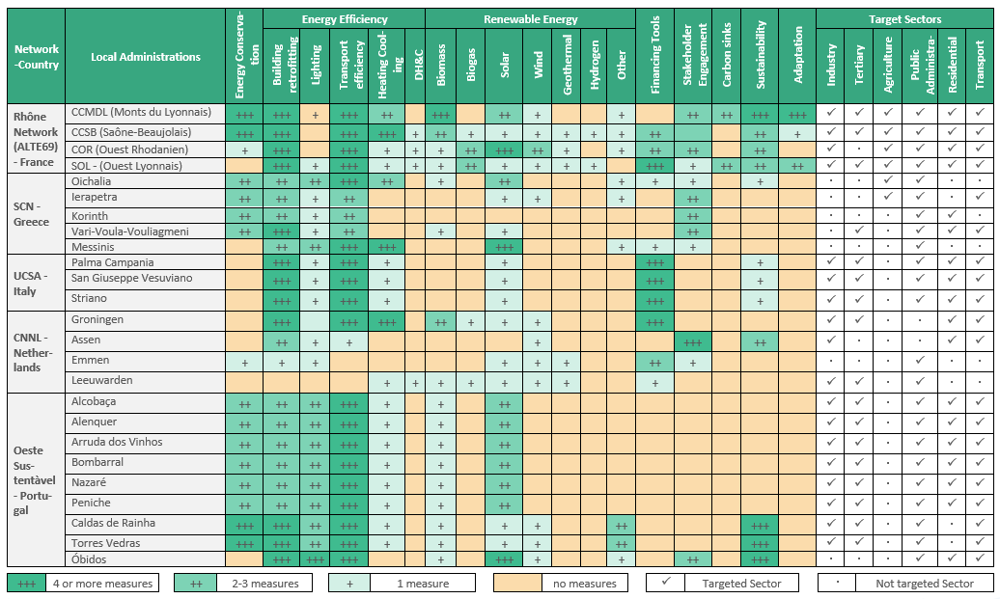 Energy Efficiency Renewable Energy Target Sectors
Network
-Country
Local Administrations
Energy Conserva-
tion
Building
retrofitting
Lighting
Transport
efficiency
Heating Cool-
ing
DH&C
Biomass
Biogas
Solar
Wind
Geothermal
Hydrogen
Other
Financing Tools
Stakeholder
Engagement
Carbon sinks
Sustainability
Adaptation
Industry
Tertiary
Agriculture
Public
Administra-
Residential
Transport
Rhône
Network
(ALTE69)
- France
CCMDL (Monts du Lyonnais) +++ +++ + +++ ++ +++ ++ + + ++ ++ +++ +++ ✓ ✓ ✓ ✓ ✓ ✓
CCSB (Saône-Beaujolais) +++ +++ +++ +++ + ++ + + + + + + ++ ++ + ✓ ✓ ✓ ✓ ✓ ✓
COR (Ouest Rhodanien) + +++ +++ + + + ++ +++ ++ + + ++ ++ ++ ✓ · ✓ ✓ ✓ ✓
SOL - (Ouest Lyonnais) +++ + +++ + + + ++ + + + + +++ + ++ ++ ++ ✓ ✓ ✓ ✓ ✓ ✓
SCN -
Greece
Oichalia ++ ++ ++ +++ ++ + ++ + + + + · · ✓ ✓ · ·
Ierapetra ++ ++ + ++ + + + ++ · · ✓ ✓ ✓ ✓
Korinth ++ ++ + ++ ++ · · · ✓ ✓ ·
Vari-Voula-Vouliagmeni ++ +++ + ++ + + ++ · ✓ · ✓ ✓ ✓
Messinis ++ ++ +++ +++ +++ + + + · · · ✓ · ·
UCSA -
Italy
Palma Campania +++ + +++ + + +++ + ✓ ✓ · ✓ ✓ ✓
San Giuseppe Vesuviano +++ + +++ + + +++ + ✓ ✓ · ✓ ✓ ✓
Striano +++ + +++ + + +++ + ✓ ✓ · ✓ ✓ ✓
CNNL -
Nether-
lands
Groningen +++ +++ +++ ++ + + + +++ ✓ ✓ · · ✓ ✓
Assen ++ + + + +++ ++ ✓ · · · ✓ ✓
Emmen + + + + + + ++ + · · · ✓ · ·
Leeuwarden + + + + + + + + ✓ ✓ · ✓ · ·
Oeste
Sus-
tentàvel
- Portu-
gal
Alcobaça ++ ++ ++ +++ + + ++ ✓ ✓ · ✓ ✓ ✓
Alenquer ++ ++ ++ +++ + + ++ ✓ ✓ · ✓ ✓ ✓
Arruda dos Vinhos ++ ++ ++ +++ + + ++ ✓ ✓ · ✓ ✓ ✓
Bombarral ++ ++ ++ +++ + + ++ ✓ ✓ · ✓ ✓ ✓
Nazaré ++ ++ ++ +++ + + ++ ✓ ✓ · ✓ ✓ ✓
Peniche ++ ++ ++ +++ + + ++ ✓ ✓ · ✓ ✓ ✓
Caldas de Rainha +++ +++ ++ +++ + + + + ++ +++ ✓ ✓ · ✓ ✓ ✓
Torres Vedras +++ +++ ++ +++ + + + + ++ +++ ✓ ✓ · ✓ · ✓
Óbidos +++ +++ +++ + +++ + + ++ +++ · · · ✓ ✓ ✓
+++ 4 or more measures ++ 2-3 measures + 1 measure no measures ✓ Targeted Sector · Not targeted Sector